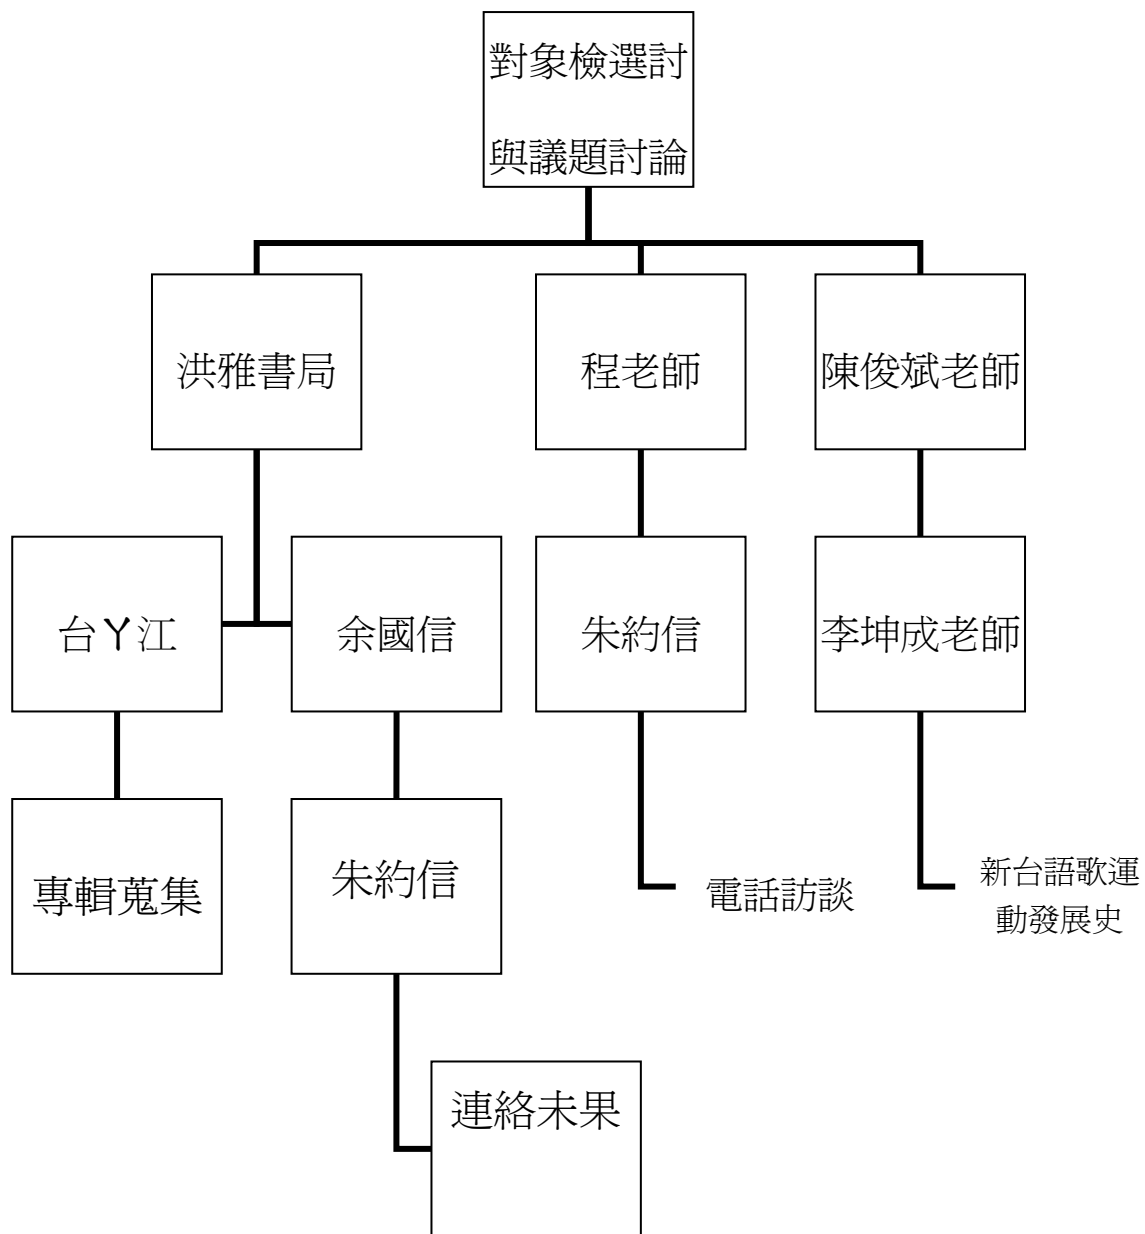 對象檢選討
與議題討論
洪雅書局
程老師
陳俊斌老師
台ㄚ江
余國信
朱約信
李坤成老師
專輯蒐集
朱約信
電話訪談
新台語歌運
動發展史
連絡未果